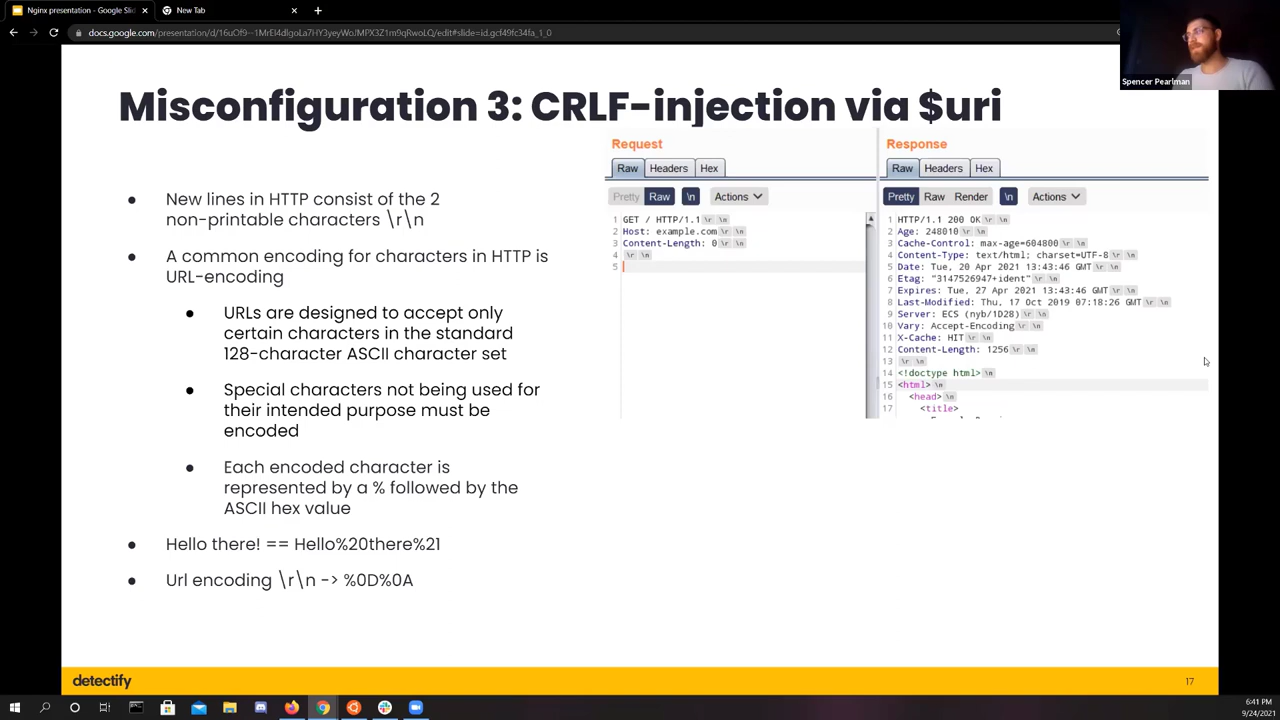 Nginx presentation - Google Slid
New Tab
docs.google.com/presentation/d/
edit#slide=id.gcf49fc34fa_1_0
Spencer Pearlman
Misconfiguration 3: CRLF-injection via $uri
New lines in HTTP consist of the 2
non-printable characters \r\n
A common encoding for characters in HTTP is
URL-encoding
URLs are designed to accept only
certain characters in the standard
128-character ASCII character set
Special characters not being used for
their intended purpose must be
encoded
Each encoded character is
represented by a % followed by the
ASCII hex value
Hello there! == Hello%20there%21
Url encoding \r\n -> %0D%0A
Request
Raw Headers Hex
Pretty Raw \n Actions
1 GET / HTTP/1.1 \r \n
2 Host: example.com \r \n
3 Content-Length: 0 \r \n
4 \r \n
5
Response
Raw Headers Hex
Pretty Raw Render \n Actions
1 HTTP/1.1 200 OK \r \n
2 Age: 248010 \r \n
3 Cache-Control: max-age=604800 \r \n
4 Content-Type: text/html; charset=UTF-8 \r \n
5 Date: Tue, 20 Apr 2021 13:43:46 GMT \r \n
6 Etag: "3147526947+ident" \r \n
7 Expires: Tue, 27 Apr 2021 13:43:46 GMT \r \n
8 Last-Modified: Thu, 17 Oct 2019 07:18:26 GMT \r \n
9 Server: ECS (nyb/1D28) \r \n
10 Vary: Accept-Encoding \r \n
11 X-Cache: HIT \r \n
12 Content-Length: 1256 \r \n
13 \r \n
14 <!doctype html> \n
15 <html> \n
16 <head> \n
17 <title>
detectify
17
6:41 PM
9/24/2021